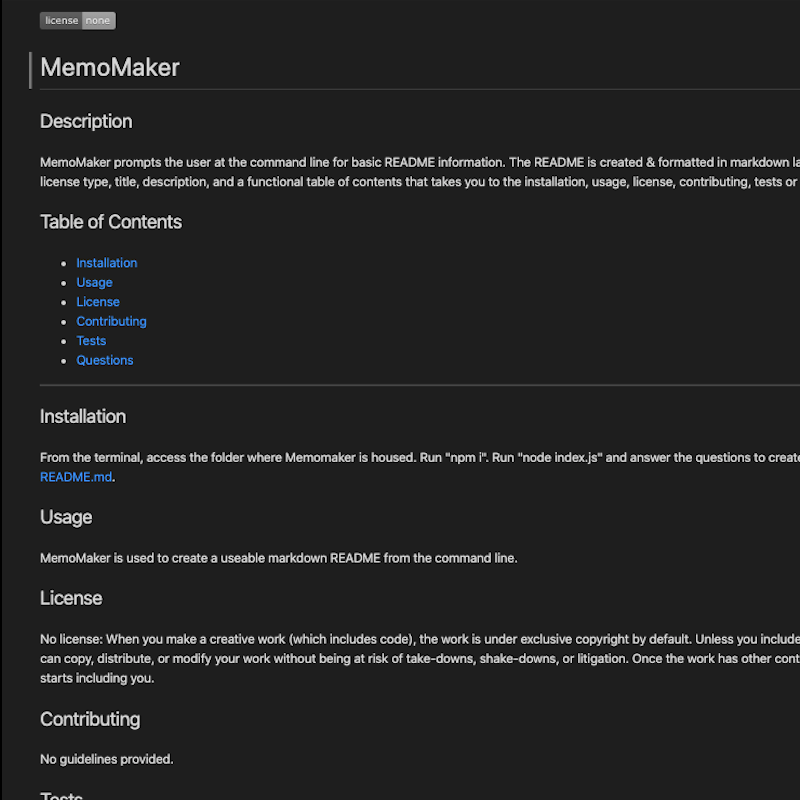 license none
MemoMaker
Description
MemoMaker prompts the user at the command line for basic README information. The README is created & formatted in markdown
license type, title, description, and a functional table of contents that takes you to the installation, usage, license, contributing, tests or
Table of Contents
Installation
Usage
License
Contributing
Tests
Questions
Installation
From the terminal, access the folder where Memomaker is housed. Run "npm i". Run "node index.js" and answer the questions to create
README.md.
Usage
MemoMaker is used to create a useable markdown README from the command line.
License
No license: When you make a creative work (which includes code), the work is under exclusive copyright by default. Unless you include
can copy, distribute, or modify your work without being at risk of take-downs, shake-downs, or litigation. Once the work has other
starts including you.
Contributing
No guidelines provided.
Tests